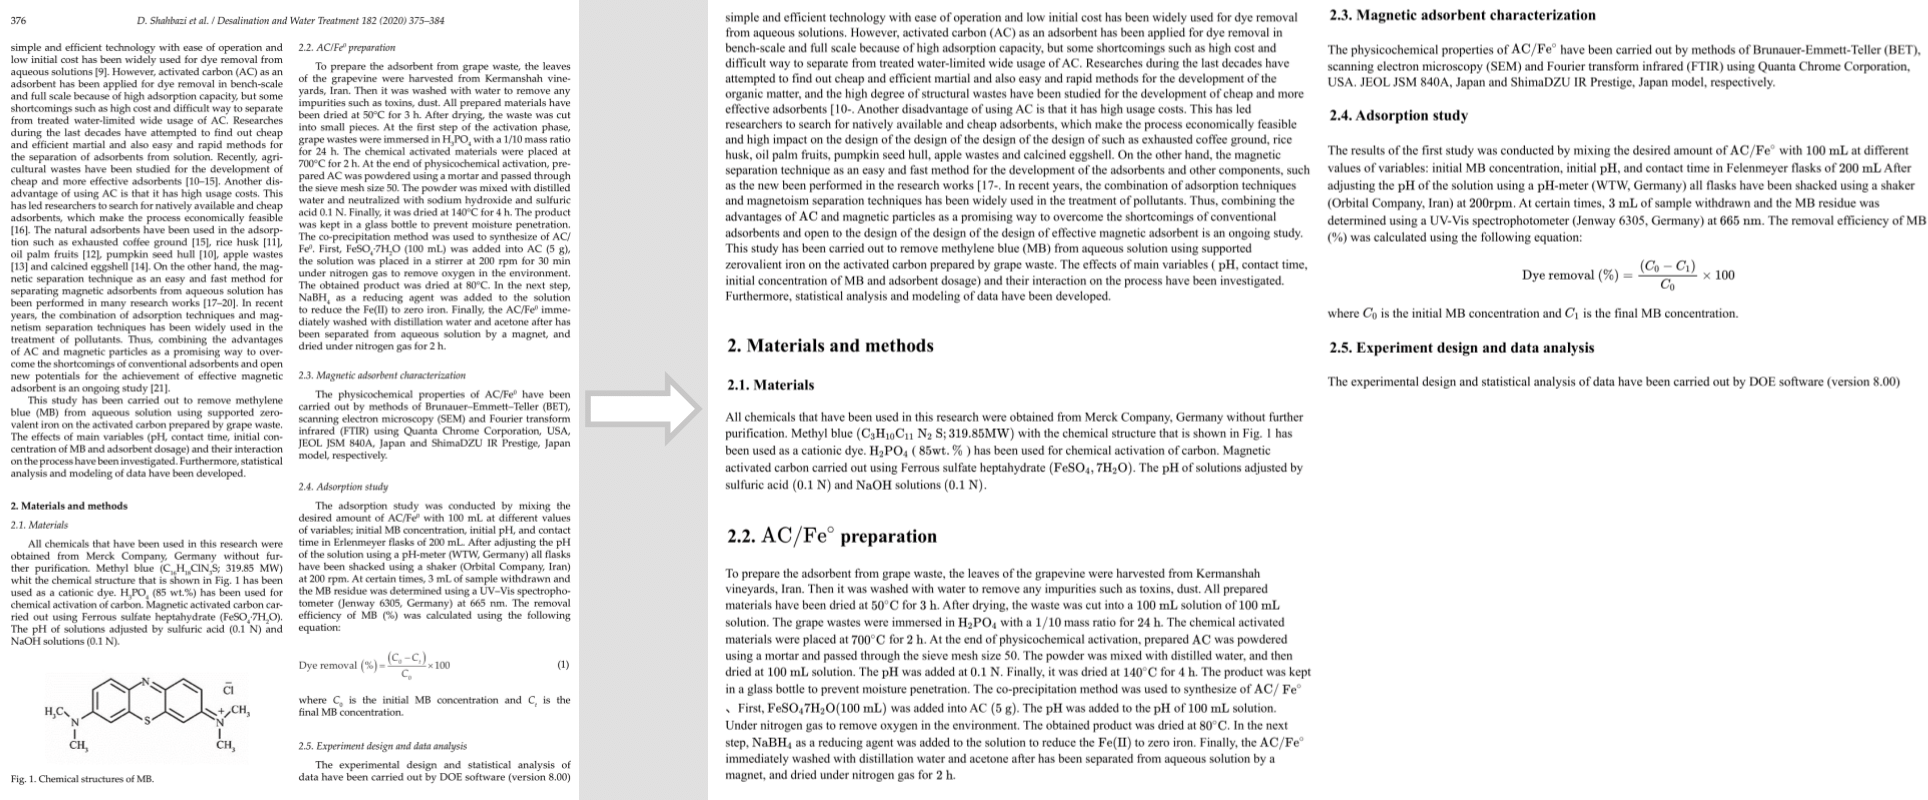 376
D. Shahbazi et al. / Desalination and Water Treatment 182 (2020) 375–384
simple and efficient technology with ease of operation and
low initial cost has been widely used for dye removal from
aqueous solutions [9]. However, activated carbon (AC) as an
adsorbent has been applied for dye removal in bench-scale
and full scale because of high adsorption capacity, but some
shortcomings such as high cost and difficult way to separate
from treated water-limited wide usage of AC. Researches
during the last decades have attempted to find out cheap
and efficient martial and also easy and rapid methods for
the separation of adsorbents from solution. Recently, agri-
cultural wastes have been studied for the development of
cheap and more effective adsorbents [10–15]. Another dis-
advantage of using AC is that it has high usage costs. This
has led researchers to search for natively available and cheap
adsorbents, which make the process economically feasible
[16]. The natural adsorbents have been used in the adsorp-
tion such as exhausted coffee ground [15], rice husk [11],
oil palm fruits [12], pumpkin seed hull [10], apple wastes
[13] and calcined eggshell [14]. On the other hand, the mag-
netic separation technique as an easy and fast method for
separating magnetic adsorbents from aqueous solution has
been performed in many research works [17–20]. In recent
years, the combination of adsorption techniques and mag-
netism separation techniques has been widely used in the
treatment of pollutants. Thus, combining the advantages
of AC and magnetic particles as a promising way to over-
come the shortcomings of conventional adsorbents and open
new potentials for the achievement of effective magnetic
adsorbent is an ongoing study [21].
This study has been carried out to remove methylene
blue (MB) from aqueous solution using supported zero-
valent iron on the activated carbon prepared by grape waste.
The effects of main variables (pH, contact time, initial con-
centration of MB and adsorbent dosage) and their interaction
on the process have been investigated. Furthermore, statistical
analysis and modeling of data have been developed.
2. Materials and methods
2.1. Materials
All chemicals that have been used in this research were
obtained from Merck Company, Germany without fur-
ther purification. Methyl blue (C₁₆H₁₈ClN₃S; 319.85 MW)
whit the chemical structure that is shown in Fig. 1 has been
used as a cationic dye. H₃PO₄ (85 wt.%) has been used for
chemical activation of carbon. Magnetic activated carbon car-
ried out using Ferrous sulfate heptahydrate (FeSO₄·7H₂O).
The pH of solutions adjusted by sulfuric acid (0.1 N) and
NaOH solutions (0.1 N).
N
Cl
H₃C
N
S
N
+
CH₃
CH₃
CH₃
Fig. 1. Chemical structures of MB.
2.2. AC/Fe⁰ preparation
To prepare the adsorbent from grape waste, the leaves
of the grapevine were harvested from Kermanshah vine-
yards, Iran. Then it was washed with water to remove any
impurities such as toxins, dust. All prepared materials have
been dried at 50°C for 3 h. After drying, the waste was cut
into small pieces. At the first step of the activation phase,
grape wastes were immersed in H₃PO₄ with a 1/10 mass ratio
for 24 h. The chemical activated materials were placed at
700°C for 2 h. At the end of physicochemical activation, pre-
pared AC was powdered using a mortar and passed through
the sieve mesh size 50. The powder was mixed with distilled
water and neutralized with sodium hydroxide and sulfuric
acid 0.1 N. Finally, it was dried at 140°C for 4 h. The product
was kept in a glass bottle to prevent moisture penetration.
The co-precipitation method was used to synthesize of AC/
Fe⁰. First, FeSO₄·7H₂O (100 mL) was added into AC (5 g),
the solution was placed in a stirrer at 200 rpm for 30 min
under nitrogen gas to remove oxygen in the environment.
The obtained product was dried at 80°C. In the next step,
NaBH₄ as a reducing agent was added to the solution
to reduce the Fe(II) to zero iron. Finally, the AC/Fe⁰ imme-
diately washed with distillation water and acetone after has
been separated from aqueous solution by a magnet, and
dried under nitrogen gas for 2 h.
2.3. Magnetic adsorbent characterization
The physicochemical properties of AC/Fe⁰ have been
carried out by methods of Brunauer–Emmett–Teller (BET),
scanning electron microscopy (SEM) and Fourier transform
infrared (FTIR) using Quanta Chrome Corporation, USA,
JEOL JSM 840A, Japan and ShimaDZU IR Prestige, Japan
model, respectively.
2.4. Adsorption study
The adsorption study was conducted by mixing the
desired amount of AC/Fe⁰ with 100 mL at different values
of variables; initial MB concentration, initial pH, and contact
time in Erlenmeyer flasks of 200 mL. After adjusting the pH
of the solution using a pH-meter (WTW, Germany) all flasks
have been shacked using a shaker (Orbital Company, Iran)
at 200 rpm. At certain times, 3 mL of sample withdrawn and
the MB residue was determined using a UV–Vis spectropho-
tometer (Jenway 6305, Germany) at 665 nm. The removal
efficiency of MB (%) was calculated using the following
equation:
Dye removal (%) = (C₀ − C₁)/C₀ × 100 (1)
where C₀ is the initial MB concentration and C₁ is the
final MB concentration.
2.5. Experiment design and data analysis
The experimental design and statistical analysis of
data have been carried out by DOE software (version 8.00)
simple and efficient technology with ease of operation and low initial cost has been widely used for dye removal
from aqueous solutions. However, activated carbon (AC) as an adsorbent has been applied for dye removal in
bench-scale and full scale because of high adsorption capacity, but some shortcomings such as high cost and
difficult way to separate from treated water-limited wide usage of AC. Researches during the last decades have
attempted to find out cheap and efficient martial and also easy and rapid methods for the development of the
organic matter, and the high degree of structural wastes have been studied for the development of cheap and more
effective adsorbents [10-. Another disadvantage of using AC is that it has high usage costs. This has led
researchers to search for natively available and cheap adsorbents, which make the process economically feasible
and high impact on the design of the design of the design of the design of such as exhausted coffee ground, rice
husk, oil palm fruits, pumpkin seed hull, apple wastes and calcined eggshell. On the other hand, the magnetic
separation technique as an easy and fast method for the development of the adsorbents and other components, such
as the new been performed in the research works [17-. In recent years, the combination of adsorption techniques
and magnetoism separation techniques has been widely used in the treatment of pollutants. Thus, combining the
advantages of AC and magnetic particles as a promising way to overcome the shortcomings of conventional
adsorbents and open to the design of the design of the design of effective magnetic adsorbent is an ongoing study.
This study has been carried out to remove methylene blue (MB) from aqueous solution using supported
zerovalent iron on the activated carbon prepared by grape waste. The effects of main variables ( pH, contact time,
initial concentration of MB and adsorbent dosage) and their interaction on the process have been investigated.
Furthermore, statistical analysis and modeling of data have been developed.
2. Materials and methods
2.1. Materials
All chemicals that have been used in this research were obtained from Merck Company, Germany without further
purification. Methyl blue (C₃H₁₀C₁₁ N₂ S; 319.85MW) with the chemical structure that is shown in Fig. 1 has
been used as a cationic dye. H₂PO₄ ( 85wt. % ) has been used for chemical activation of carbon. Magnetic
activated carbon carried out using Ferrous sulfate heptahydrate (FeSO₄, 7H₂O). The pH of solutions adjusted by
sulfuric acid (0.1 N) and NaOH solutions (0.1 N).
2.2. AC/Fe° preparation
To prepare the adsorbent from grape waste, the leaves of the grapevine were harvested from Kermanshah
vineyards, Iran. Then it was washed with water to remove any impurities such as toxins, dust. All prepared
materials have been dried at 50°C for 3 h. After drying, the waste was cut into a 100 mL solution of 100 mL
solution. The grape wastes were immersed in H₂PO₄ with a 1/10 mass ratio for 24 h. The chemical activated
materials were placed at 700°C for 2 h. At the end of physicochemical activation, prepared AC was powdered
using a mortar and passed through the sieve mesh size 50. The powder was mixed with distilled water, and then
dried at 100 mL solution. The pH was added at 0.1 N. Finally, it was dried at 140°C for 4 h. The product was kept
in a glass bottle to prevent moisture penetration. The co-precipitation method was used to synthesize of AC/ Fe°
、First, FeSO₄7H₂O(100 mL) was added into AC (5 g). The pH was added to the pH of 100 mL solution.
Under nitrogen gas to remove oxygen in the environment. The obtained product was dried at 80°C. In the next
step, NaBH₄ as a reducing agent was added to the solution to reduce the Fe(II) to zero iron. Finally, the AC/Fe°
immediately washed with distillation water and acetone after has been separated from aqueous solution by a
magnet, and dried under nitrogen gas for 2 h.
2.3. Magnetic adsorbent characterization
The physicochemical properties of AC/Fe° have been carried out by methods of Brunauer-Emmett-Teller (BET),
scanning electron microscopy (SEM) and Fourier transform infrared (FTIR) using Quanta Chrome Corporation,
USA. JEOL JSM 840A, Japan and ShimaDZU IR Prestige, Japan model, respectively.
2.4. Adsorption study
The results of the first study was conducted by mixing the desired amount of AC/Fe° with 100 mL at different
values of variables: initial MB concentration, initial pH, and contact time in Felenmeyer flasks of 200 mL After
adjusting the pH of the solution using a pH-meter (WTW, Germany) all flasks have been shacked using a shaker
(Orbital Company, Iran) at 200rpm. At certain times, 3 mL of sample withdrawn and the MB residue was
determined using a UV-Vis spectrophotometer (Jenway 6305, Germany) at 665 nm. The removal efficiency of MB
(%) was calculated using the following equation:
Dye removal (%) = (C₀ − C₁)/C₀ × 100
where C₀ is the initial MB concentration and C₁ is the final MB concentration.
2.5. Experiment design and data analysis
The experimental design and statistical analysis of data have been carried out by DOE software (version 8.00)